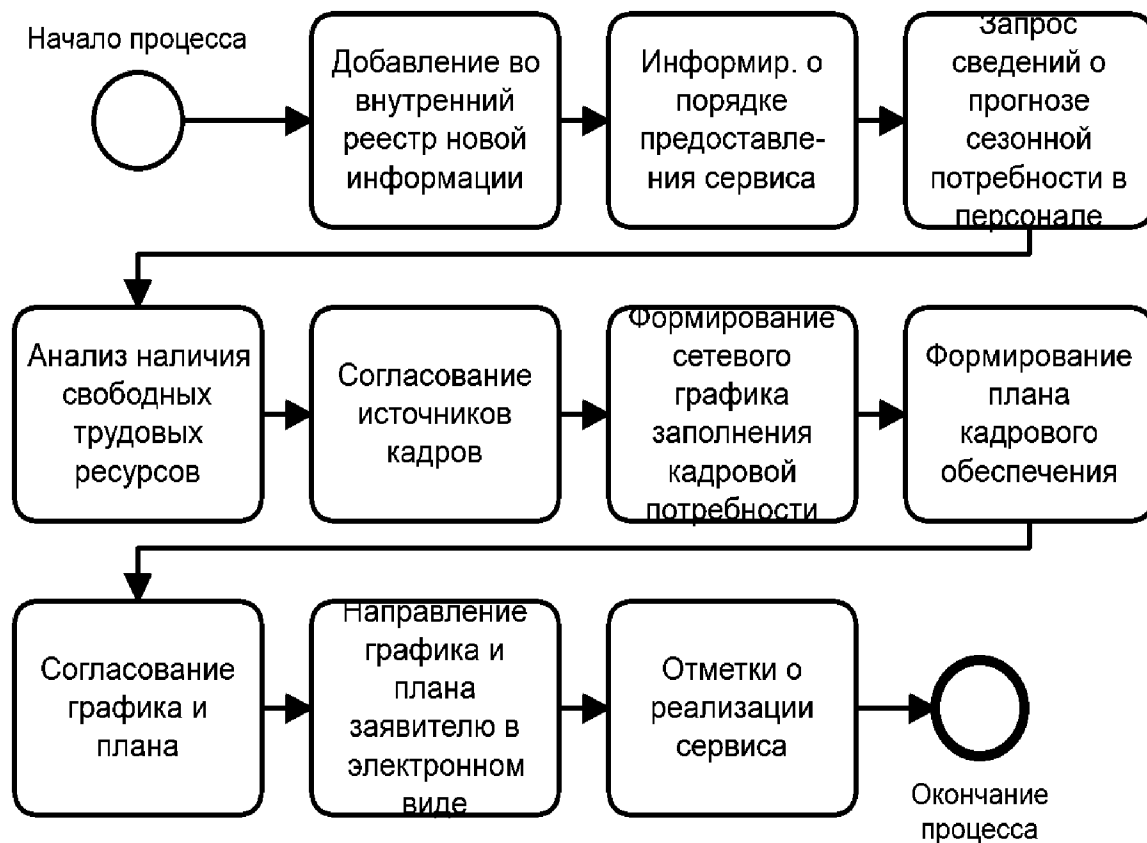 Начало процесса
Добавление во
внутренний
реестр новой
информации
Информир. о
порядке
предоставле-
ния сервиса
Запрос
сведений о
прогнозе
сезонной
потребности в
персонале
Анализ наличия
свободных
трудовых
ресурсов
Согласование
источников
кадров
Формирование
сетевого
графика
заполнения
кадровой
потребности
Формирование
плана
кадрового
обеспечения
Согласование
графика и
плана
Направление
графика и
плана
заявителю в
электронном
виде
Отметки о
реализации
сервиса
Окончание
процесса